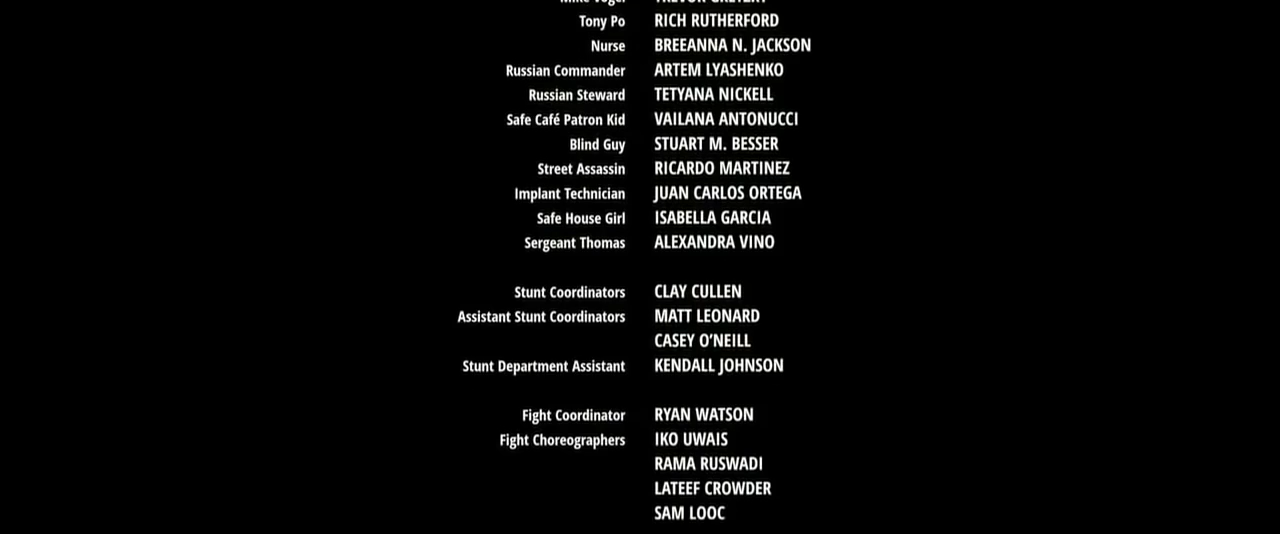 Tony Po RICH RUTHERFORD
Nurse BREEANNA N. JACKSON
Russian Commander ARTEM LYASHENKO
Russian Steward TETYANA NICKELL
Safe Café Patron Kid VAILANA ANTONUCCI
Blind Guy STUART M. BESSER
Street Assassin RICARDO MARTINEZ
Implant Technician JUAN CARLOS ORTEGA
Safe House Girl ISABELLA GARCIA
Sergeant Thomas ALEXANDRA VINO
Stunt Coordinators CLAY CULLEN
Assistant Stunt Coordinators MATT LEONARD
CASEY O’NEILL
Stunt Department Assistant KENDALL JOHNSON
Fight Coordinator RYAN WATSON
Fight Choreographers IKO UWAIS
RAMA RUSWADI
LATEEF CROWDER
SAM LOOC